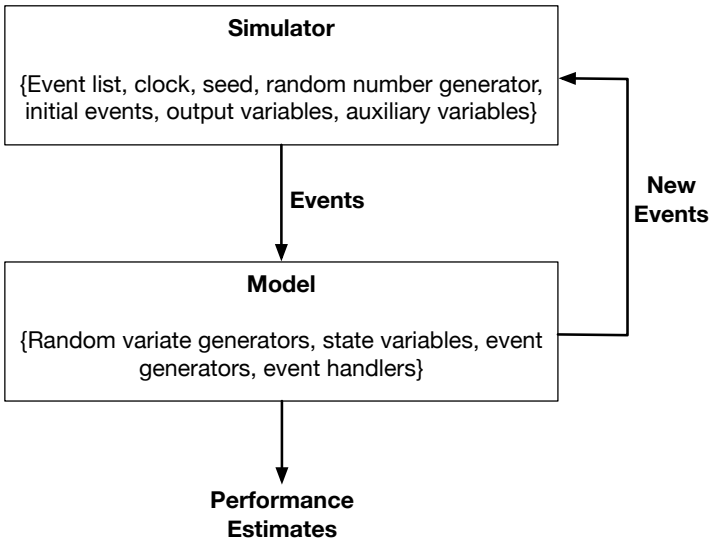 Simulator
{Event list, clock, seed, random number generator,
initial events, output variables, auxiliary variables}
Events
New
Events
Model
{Random variate generators, state variables, event
generators, event handlers}
Performance
Estimates